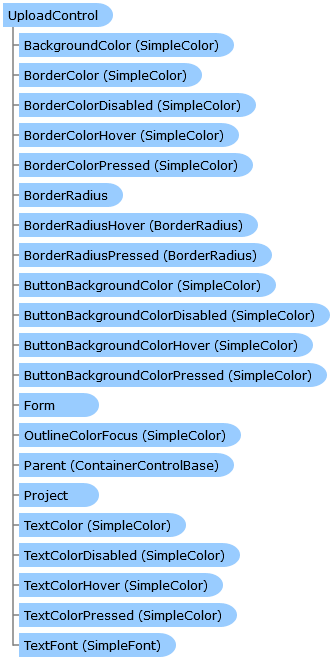 UploadControl
BackgroundColor (SimpleColor)
BorderColor (SimpleColor)
BorderColorDisabled (SimpleColor)
BorderColorHover (SimpleColor)
BorderColorPressed (SimpleColor)
BorderRadius
BorderRadiusHover (BorderRadius)
BorderRadiusPressed (BorderRadius)
ButtonBackgroundColor (SimpleColor)
ButtonBackgroundColorDisabled (SimpleColor)
ButtonBackgroundColorHover (SimpleColor)
ButtonBackgroundColorPressed (SimpleColor)
Form
OutlineColorFocus (SimpleColor)
Parent (ContainerControlBase)
Project
TextColor (SimpleColor)
TextColorDisabled (SimpleColor)
TextColorHover (SimpleColor)
TextColorPressed (SimpleColor)
TextFont (SimpleFont)